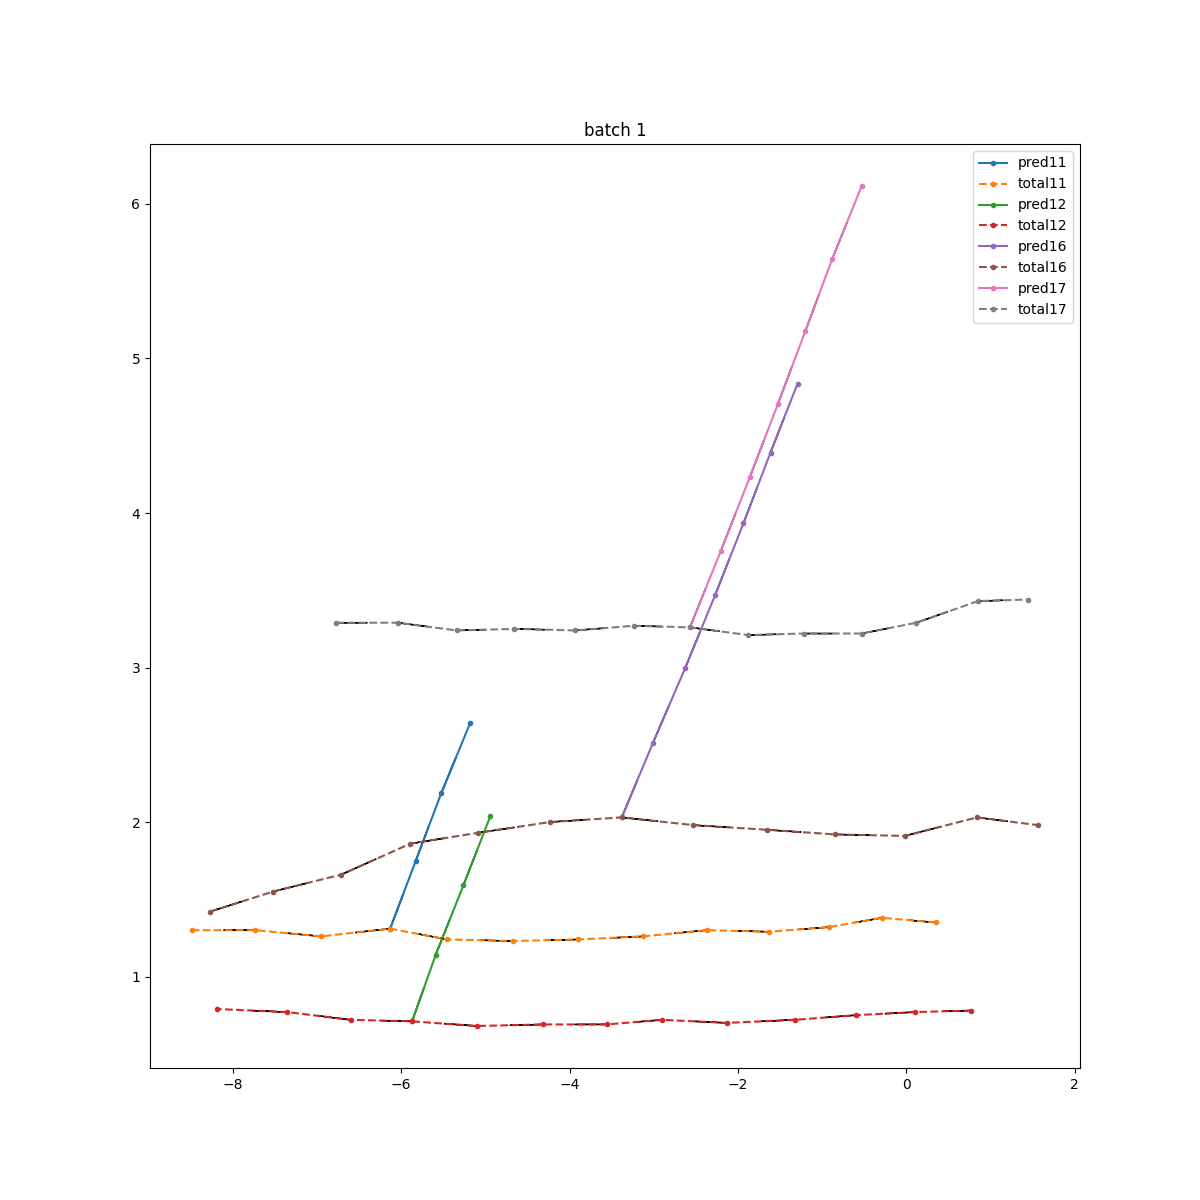 batch 1
pred11
total11
pred12
total12
pred16
total16
pred17
total17
6
5
4
3
2
1
−8 −6 −4 −2 0 2